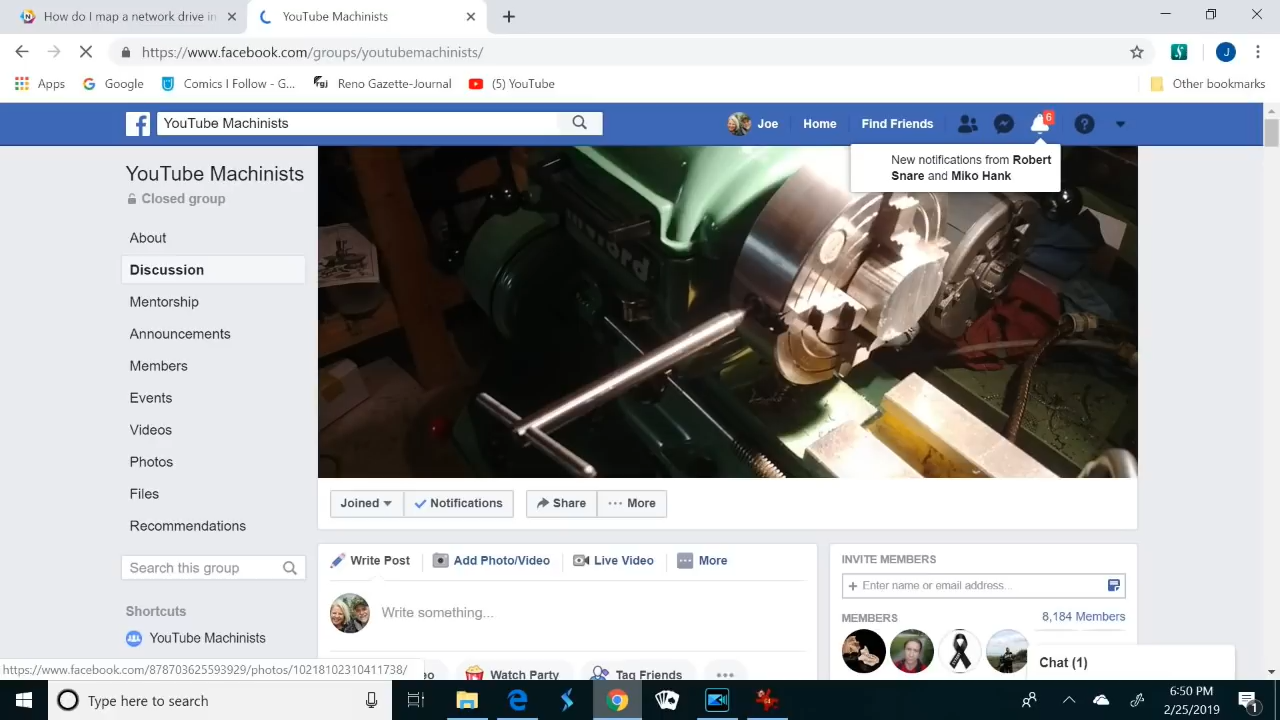 How do I map a network drive in
YouTube Machinists
https://www.facebook.com/groups/youtubemachinists/
J
Apps
Google
Comics I Follow - G...
rgj
Reno Gazette-Journal
(5) YouTube
Other bookmarks
YouTube Machinists
Joe
Home
Find Friends
6
New notifications from Robert
Snare and Miko Hank
YouTube Machinists
Closed group
About
Discussion
Mentorship
Announcements
Members
Events
Videos
Photos
Files
Recommendations
Search this group
Shortcuts
YouTube Machinists
Joined
Notifications
Share
More
Write Post
Add Photo/Video
Live Video
More
Write something...
Watch Party
Tag Friends
INVITE MEMBERS
+ Enter name or email address...
MEMBERS
8,184 Members
Chat (1)
https://www.facebook.com/878703625593929/photos/10218102310411738/
Type here to search
6:50 PM
2/25/2019
1